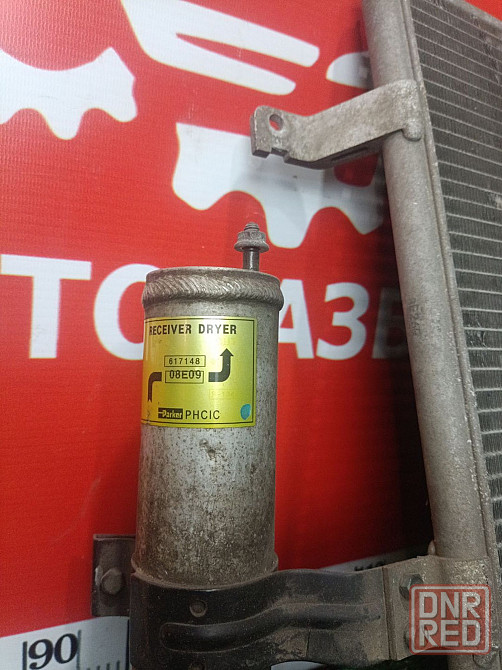 ТО
АЗБ
RECEIVER DRYER
617148
08E09
Parker PHCIC
90
DNR
RED